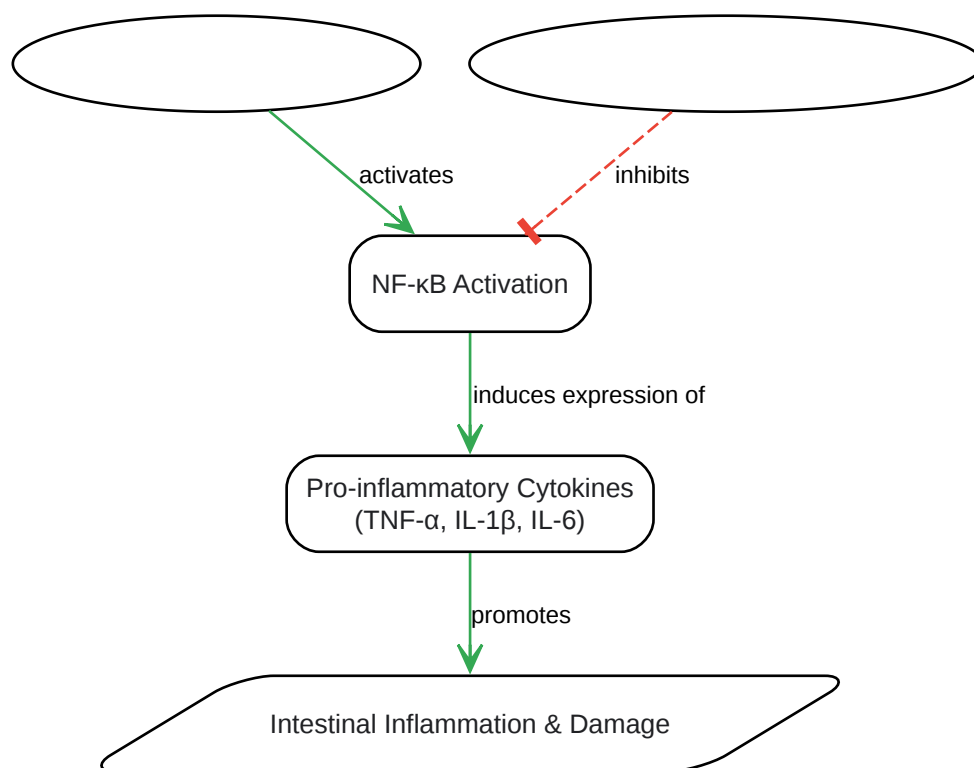 activates
inhibits
NF-κB Activation
induces expression of
Pro-inflammatory Cytokines
(TNF-α, IL-1β, IL-6)
promotes
Intestinal Inflammation & Damage